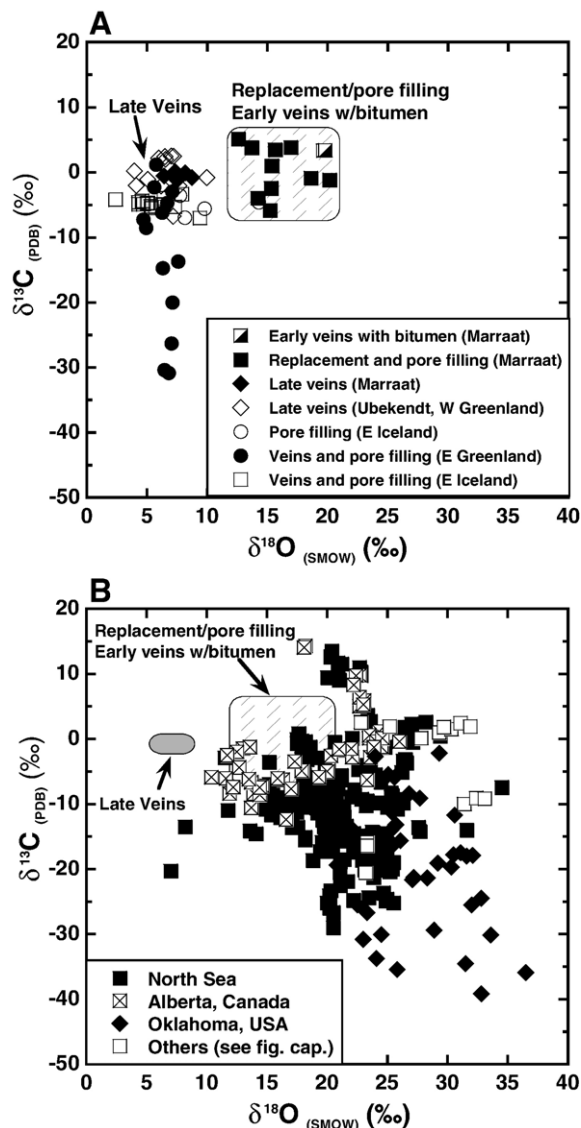 A
20
10
0
-10
-20
-30
-40
-50
δ¹³C (PDB) (‰)
Late Veins
Replacement/pore filling
Early veins w/bitumen
Early veins with bitumen (Marraat)
Replacement and pore filling (Marraat)
Late veins (Marraat)
Late veins (Ubekendt, W Greenland)
Pore filling (E Iceland)
Veins and pore filling (E Greenland)
Veins and pore filling (E Iceland)
0 5 10 15 20 25 30 35 40
δ¹⁸O (SMOW) (‰)
B
20
10
0
-10
-20
-30
-40
-50
δ¹³C (PDB) (‰)
Replacement/pore filling
Early veins w/bitumen
Late Veins
North Sea
Alberta, Canada
Oklahoma, USA
Others (see fig. cap.)
0 5 10 15 20 25 30 35 40
δ¹⁸O (SMOW) (‰)